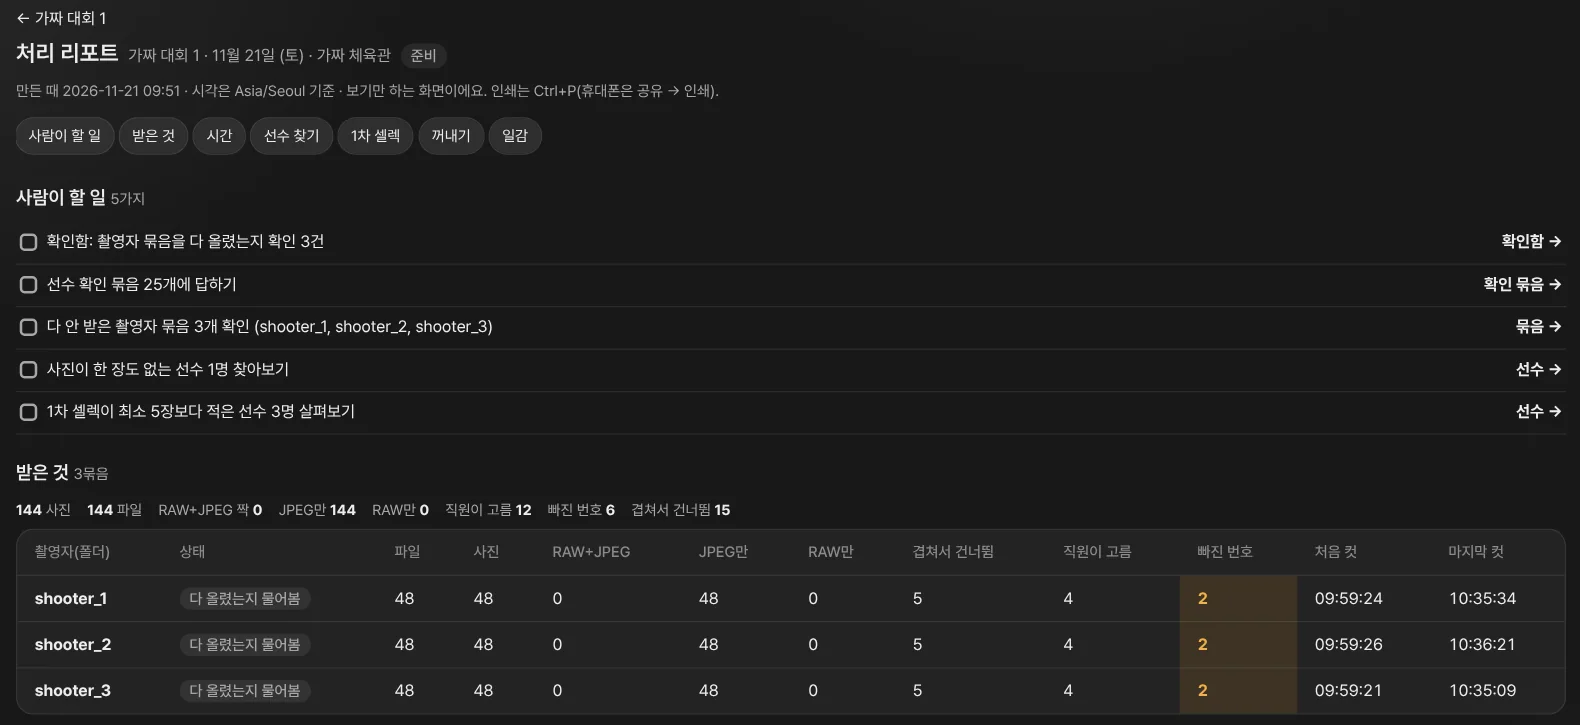 ← 가짜 대회 1
처리 리포트 가짜 대회 1 · 11월 21일 (토) · 가짜 체육관 준비
만든 때 2026-11-21 09:51 · 시각은 Asia/Seoul 기준 · 보기만 하는 화면이에요. 인쇄는 Ctrl+P(휴대폰은 공유 → 인쇄).
사람이 할 일 받은 것 시간 선수 찾기 1차 셀렉 꺼내기 일감
사람이 할 일 5가지
확인함: 촬영자 묶음을 다 올렸는지 확인 3건 확인함 →
선수 확인 묶음 25개에 답하기 확인 묶음 →
다 안 받은 촬영자 묶음 3개 확인 (shooter_1, shooter_2, shooter_3) 묶음 →
사진이 한 장도 없는 선수 1명 찾아보기 선수 →
1차 셀렉이 최소 5장보다 적은 선수 3명 살펴보기 선수 →
받은 것 3묶음
144 사진 144 파일 RAW+JPEG 짝 0 JPEG만 144 RAW만 0 직원이 고름 12 빠진 번호 6 겹쳐서 건너뜀 15
촬영자(폴더) 상태 파일 사진 RAW+JPEG JPEG만 RAW만 겹쳐서 건너뜀 직원이 고름 빠진 번호 처음 컷 마지막 컷
shooter_1 다 올렸는지 물어봄 48 48 0 48 0 5 4 2 09:59:24 10:35:34
shooter_2 다 올렸는지 물어봄 48 48 0 48 0 5 4 2 09:59:26 10:36:21
shooter_3 다 올렸는지 물어봄 48 48 0 48 0 5 4 2 09:59:21 10:35:09